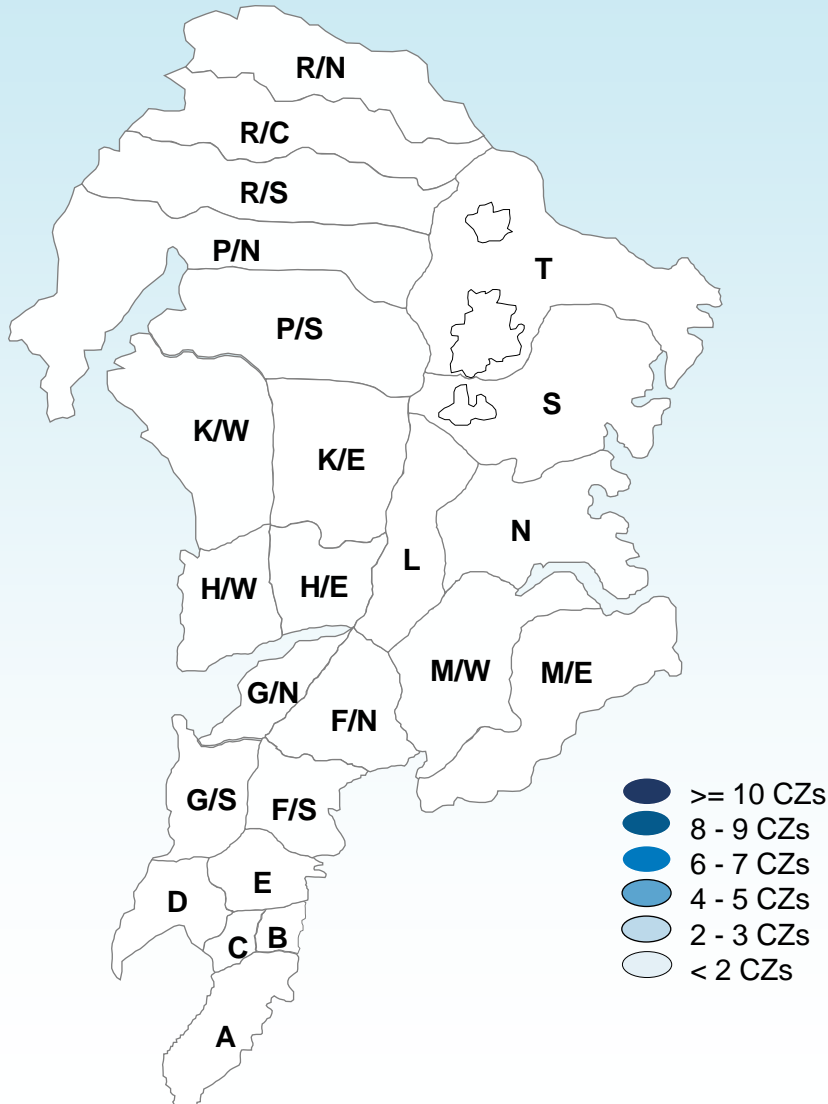 R/N
R/C
R/S
P/N
T
P/S
S
K/W
K/E
N
L
H/W
H/E
M/W
M/E
G/N
F/N
G/S
F/S
E
D
B
C
A
>= 10 CZs
8 - 9 CZs
6 - 7 CZs
4 - 5 CZs
2 - 3 CZs
< 2 CZs